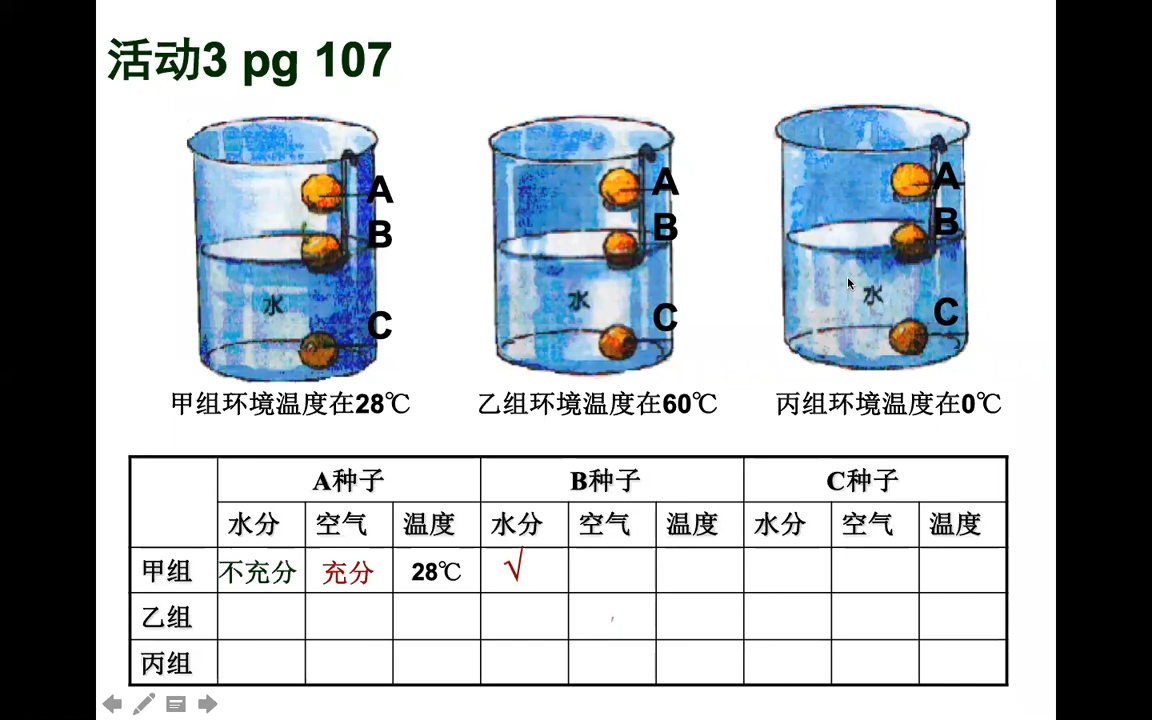 活动3 pg 107
A
B
水
C
A
B
水
C
A
B
水
C
甲组环境温度在28℃
乙组环境温度在60℃
丙组环境温度在0℃
A种子 B种子 C种子
水分 空气 温度 水分 空气 温度 水分 空气 温度
甲组 不充分 充分 28℃ √
乙组
丙组